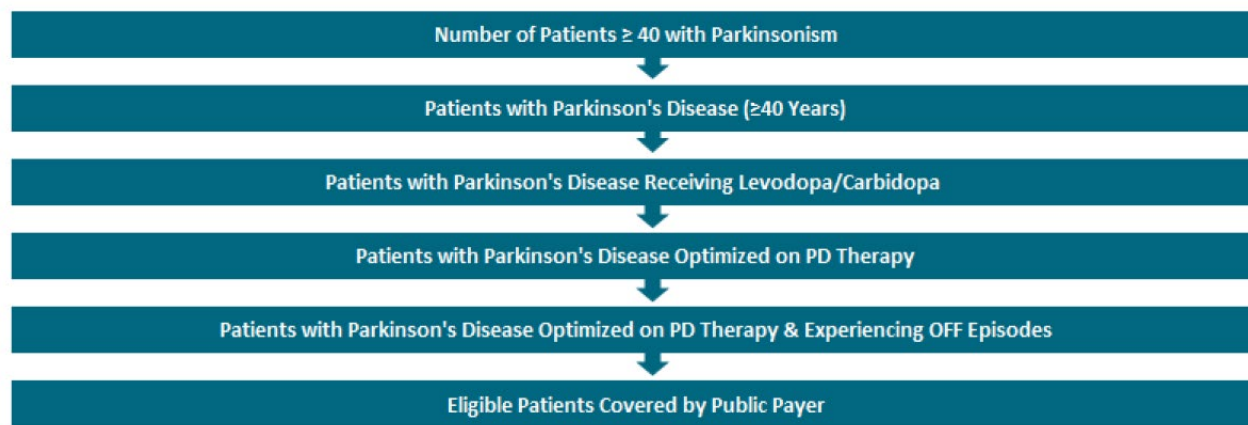 Number of Patients ≥ 40 with Parkinsonism
Patients with Parkinson's Disease (≥40 Years)
Patients with Parkinson's Disease Receiving Levodopa/Carbidopa
Patients with Parkinson's Disease Optimized on PD Therapy
Patients with Parkinson's Disease Optimized on PD Therapy & Experiencing OFF Episodes
Eligible Patients Covered by Public Payer